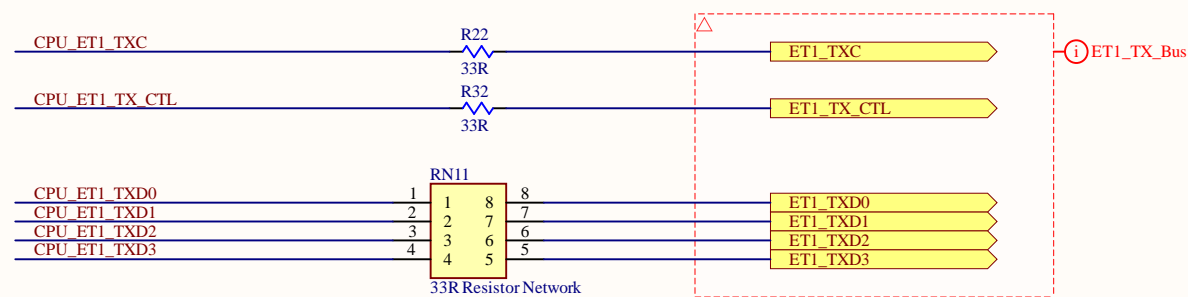 CPU_ET1_TXC
R22
33R
ET1_TXC
i ET1_TX_Bus
CPU_ET1_TX_CTL
R32
33R
ET1_TX_CTL
RN11
CPU_ET1_TXD0 1 1 8 8 ET1_TXD0
CPU_ET1_TXD1 2 2 7 7 ET1_TXD1
CPU_ET1_TXD2 3 3 6 6 ET1_TXD2
CPU_ET1_TXD3 4 4 5 5 ET1_TXD3
33R Resistor Network